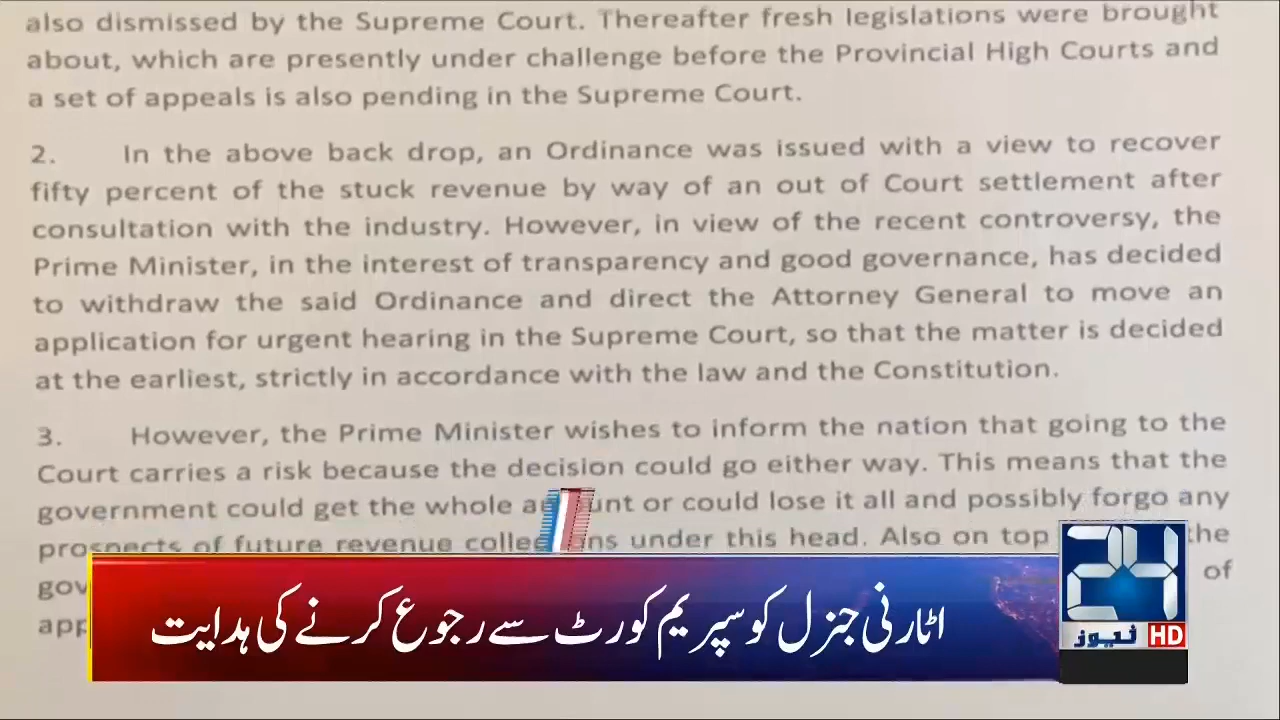 also dismissed by the Supreme Court. Thereafter fresh legislations were brought
about, which are presently under challenge before the Provincial High Courts and
a set of appeals is also pending in the Supreme Court.
2. In the above back drop, an Ordinance was issued with a view to recover
fifty percent of the stuck revenue by way of an out of Court settlement after
consultation with the industry. However, in view of the recent controversy, the
Prime Minister, in the interest of transparency and good governance, has decided
to withdraw the said Ordinance and direct the Attorney General to move an
application for urgent hearing in the Supreme Court, so that the matter is decided
at the earliest, strictly in accordance with the law and the Constitution.
3. However, the Prime Minister wishes to inform the nation that going to the
Court carries a risk because the decision could go either way. This means that the
government could get the whole or could lose it all and possibly forgo any
prospects of future revenue under this head. Also on top the
of
اٹارنی جنرل کو سپریم کورٹ سے رجوع کرنے کی ہدایت
24
نیوز HD